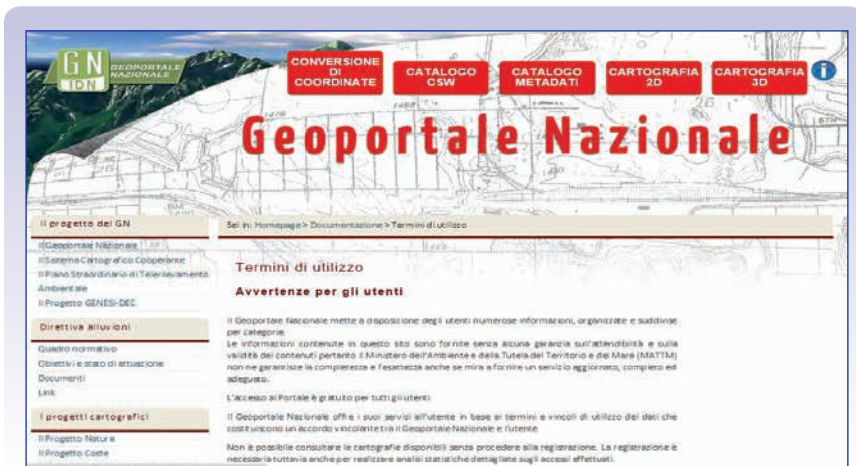 GN
IDN
GEOPORTALE
NAZIONALE
CONVERSIONE
DI
COORDINATE
CATALOGO
CSW
CATALOGO
METADATI
CARTOGRAFIA
2D
CARTOGRAFIA
3D
i
Geoportale Nazionale
Il progetto del GN
Il Geoportale Nazionale
Il Sistema Cartografico Cooperante
Il Piano Straordinario di Telerilevamento
Ambientale
Il Progetto GENESI-DEC
Direttiva alluvioni
Quadro normativo
Obiettivi e stato di attuazione
Documenti
Link
I progetti cartografici
Il Progetto Natura
Il Progetto Coste
Sei in: Homepage > Documentazione > Termini di utilizzo
Termini di utilizzo
Avvertenze per gli utenti
Il Geoportale Nazionale mette a disposizione degli utenti numerose informazioni, organizzate e suddivise
per categorie.
Le informazioni contenute in questo sito sono fornite senza alcuna garanzia sull'attendibilità e sulla
validità dei contenuti pertanto il Ministero dell'Ambiente e della Tutela del Territorio e del Mare (MATTM)
non ne garantisce la completezza e l'esattezza anche se mira a fornire un servizio aggiornato, completo ed
adeguato.
L'accesso al Portale è gratuito per tutti gli utenti.
Il Geoportale Nazionale offre i suoi servizi all'utente in base ai termini e vincoli di utilizzo dei dati che
costituiscono un accordo vincolante tra il Geoportale Nazionale e l'utente.
Non è possibile consultare le cartografie disponibili senza procedere alla registrazione. La registrazione è
necessaria tuttavia anche per realizzare analisi statistiche dettagliate sugli accessi effettuati.